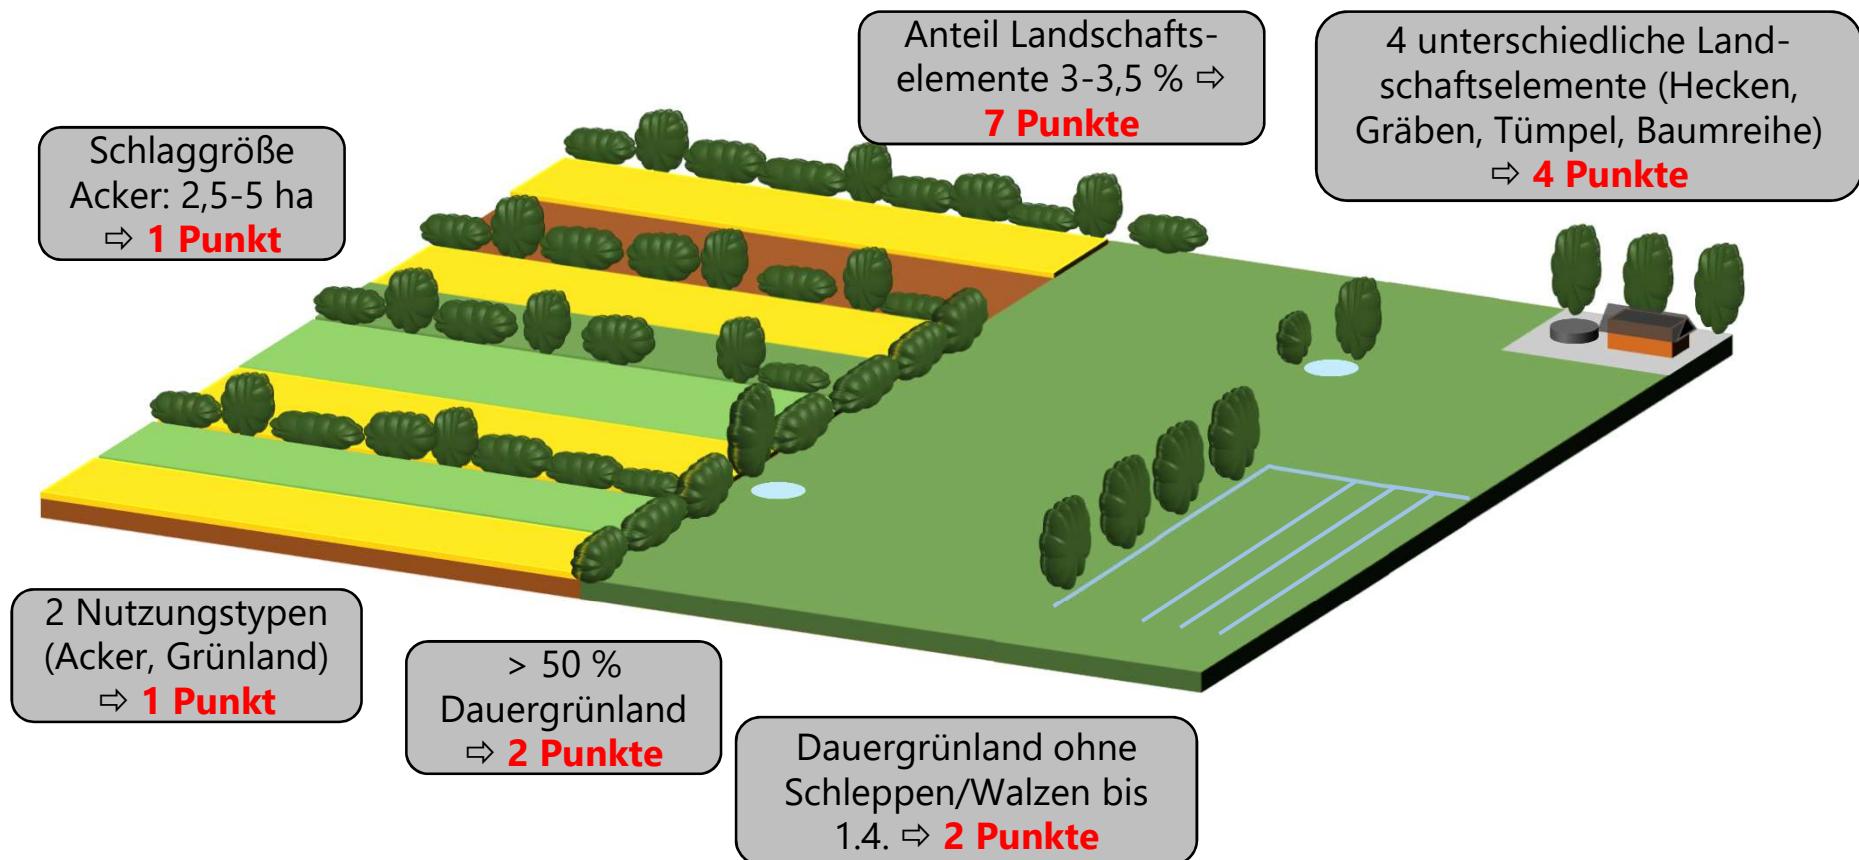 Anteil Landschafts-
elemente 3-3,5 % ⇨
7 Punkte
4 unterschiedliche Land-
schaftselemente (Hecken,
Gräben, Tümpel, Baumreihe)
⇨ 4 Punkte
Schlaggröße
Acker: 2,5-5 ha
⇨ 1 Punkt
2 Nutzungstypen
(Acker, Grünland)
⇨ 1 Punkt
> 50 %
Dauergrünland
⇨ 2 Punkte
Dauergrünland ohne
Schleppen/Walzen bis
1.4. ⇨ 2 Punkte